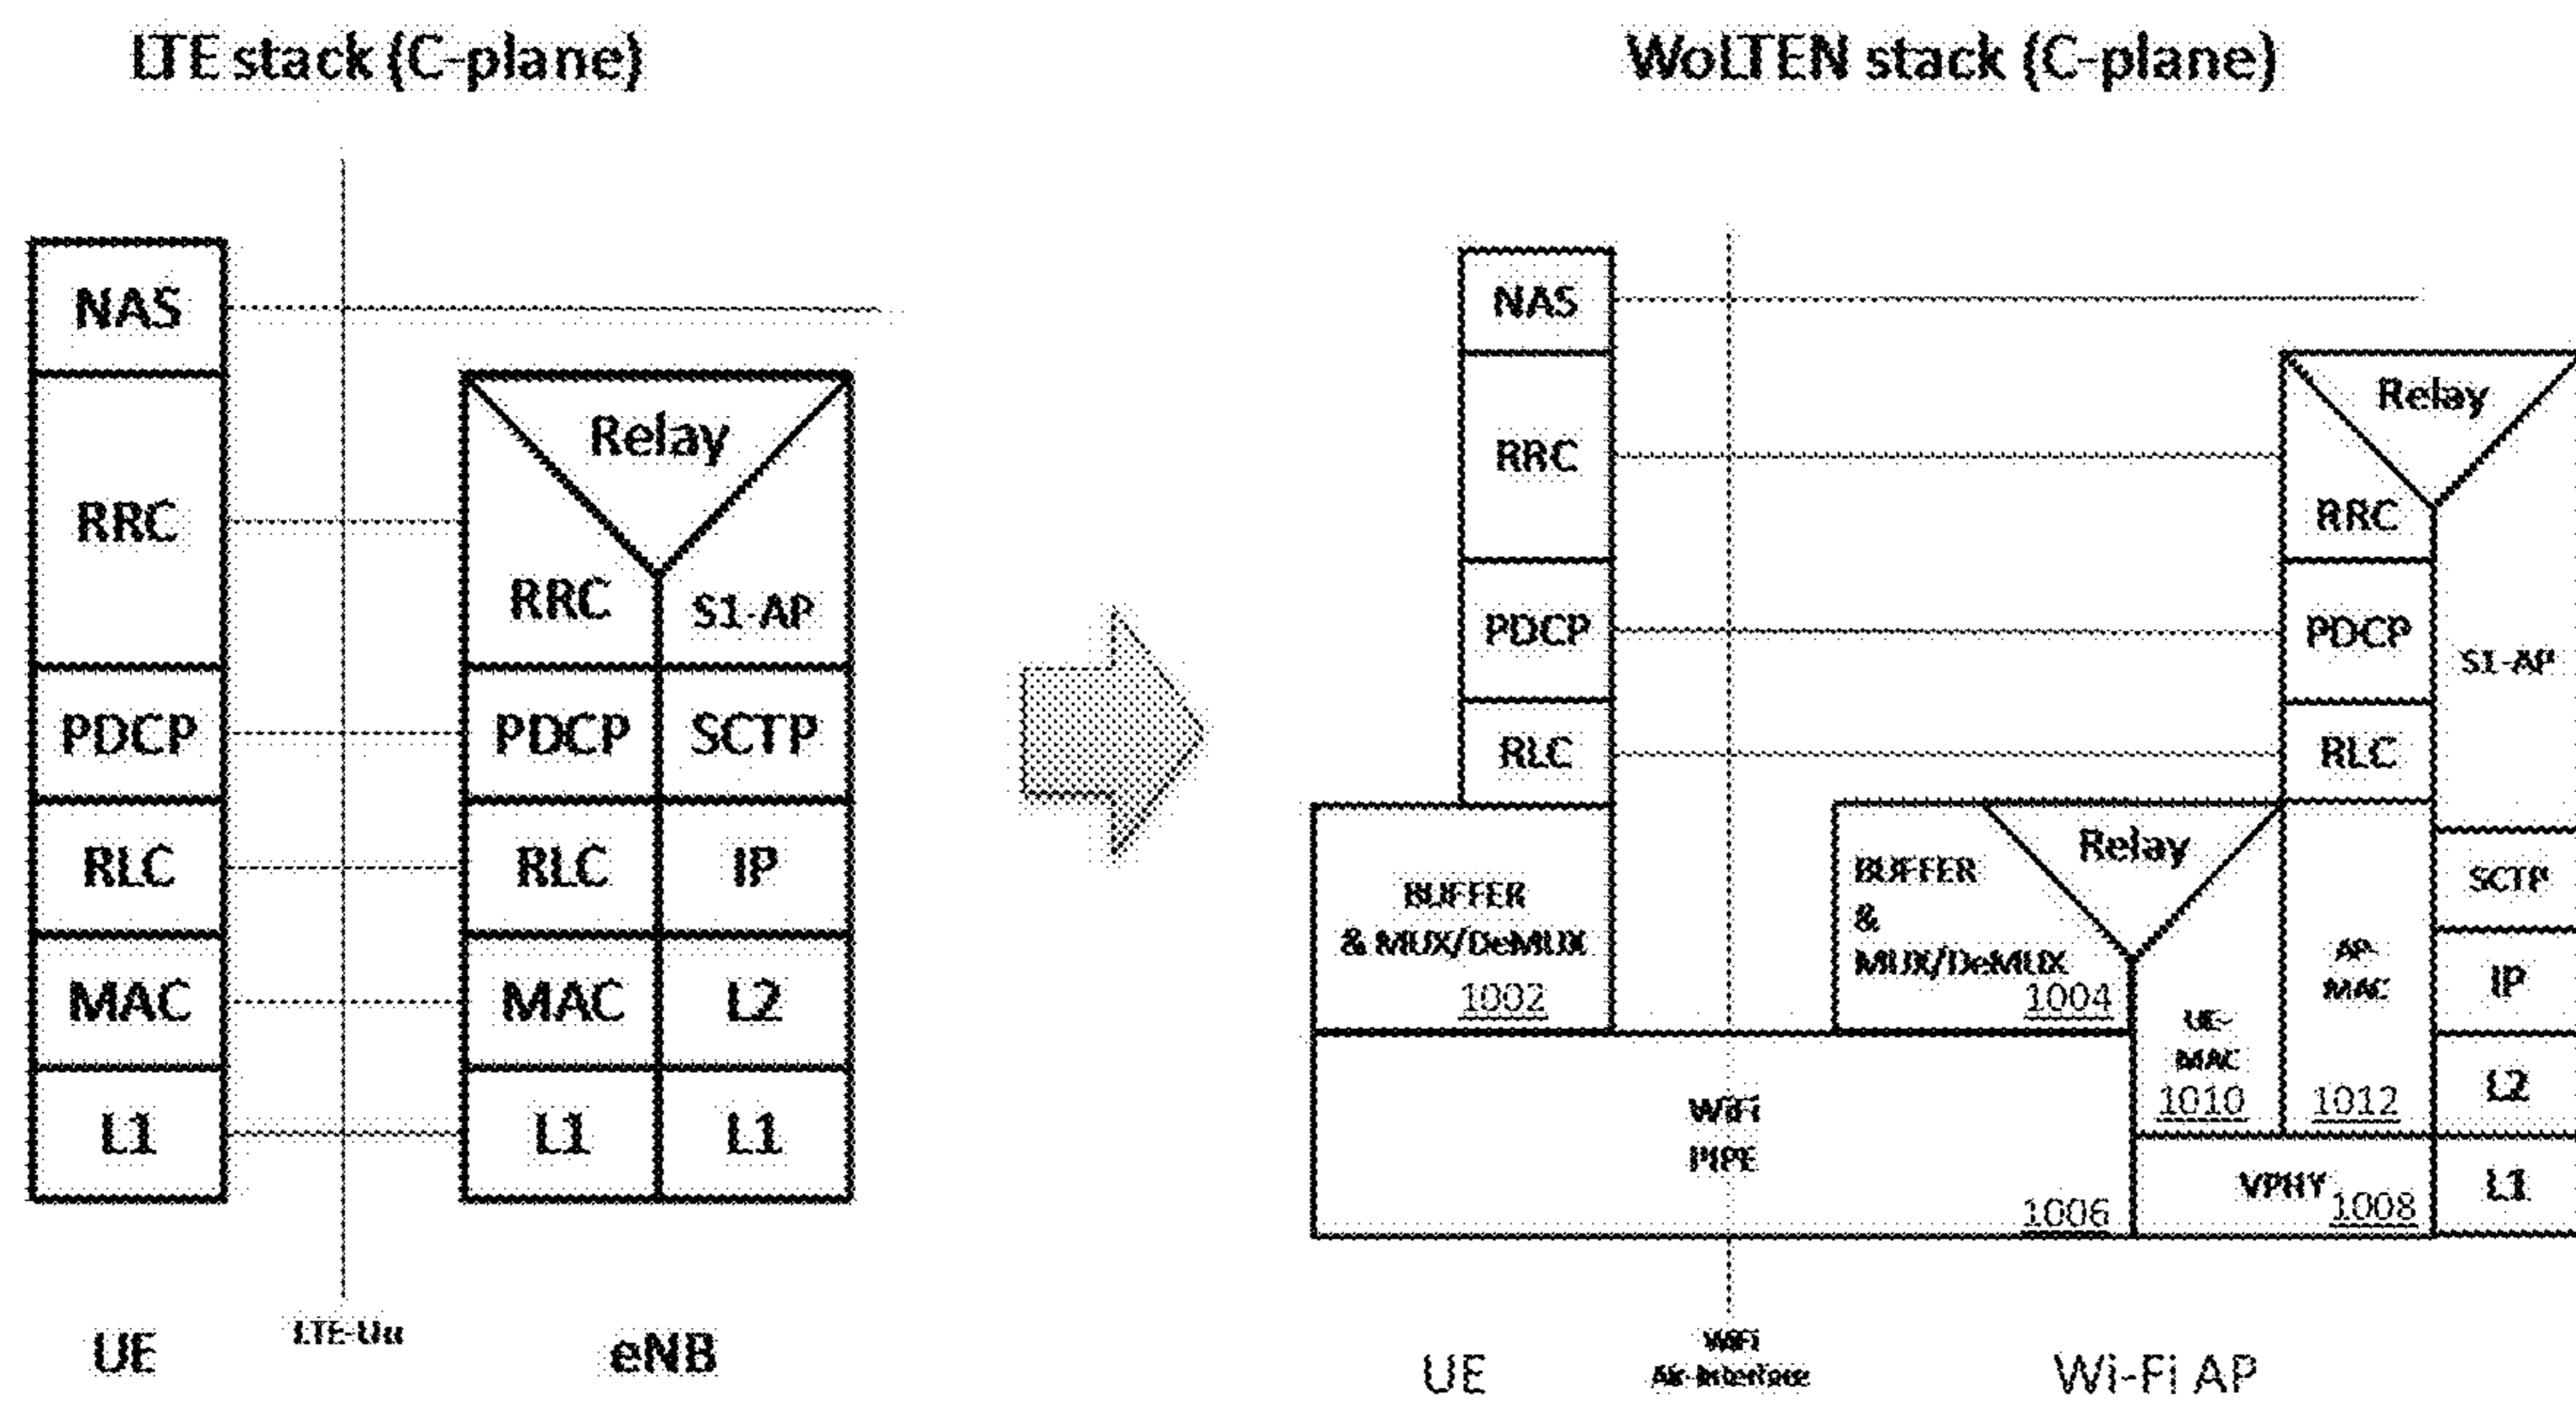 LTE stack (C-plane)
NAS
RRC
PDCP
RLC
MAC
L1
Relay
RRC
S1-AP
PDCP
SCTP
RLC
IP
MAC
L2
L1
L1
UE
LTE-Uu
eNB
WoLTEN stack (C-plane)
NAS
RRC
PDCP
RLC
BUFFER
& MUX/DeMUX
1002
Relay
RRC
PDCP
RLC
S1-AP
BUFFER
&
MUX/DeMUX
1004
Relay
UE-
MAC
1010
AP-
MAC
1012
SCTP
IP
L2
L1
WiFi
PIPE
1006
VPHY
1008
UE
WiFi
Air-Interface
Wi-Fi AP